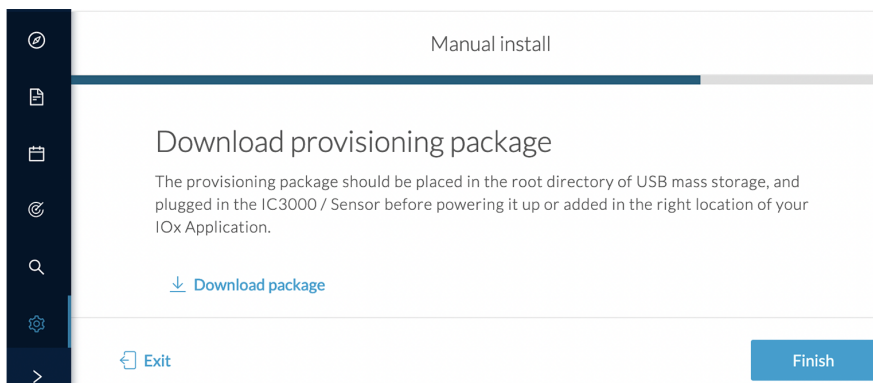 Manual install
Download provisioning package
The provisioning package should be placed in the root directory of USB mass storage, and
plugged in the IC3000 / Sensor before powering it up or added in the right location of your
IOx Application.
Download package
Exit
Finish